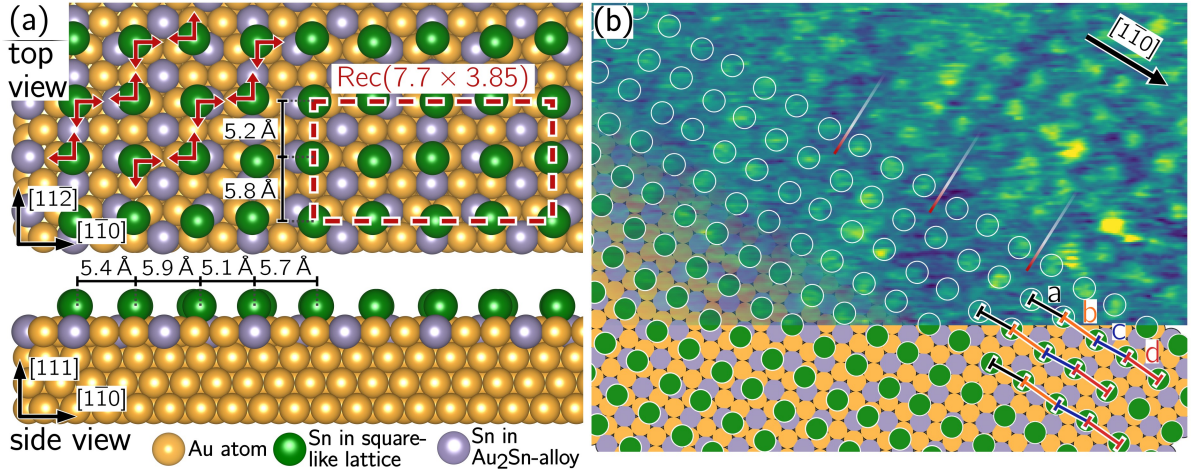 (a)
top
view
Rec(7.7 × 3.85)
5.2 Å
5.8 Å
[112̅]
[11̅0]
5.4 Å 5.9 Å 5.1 Å 5.7 Å
[111]
[11̅0]
side view
Au atom
Sn in square-
like lattice
Sn in
Au₂Sn-alloy
(b)
[11̅0]
a
b
c
d